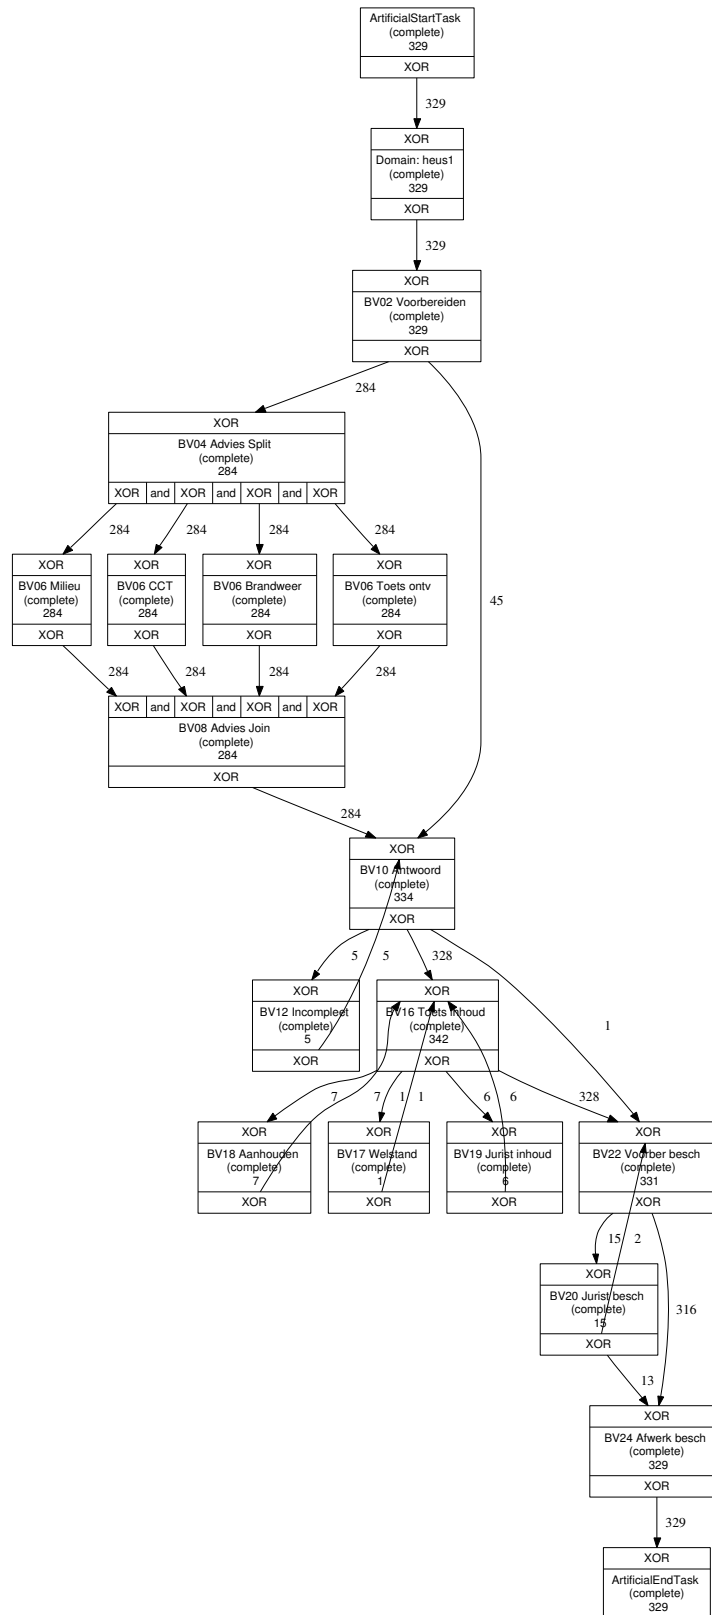 ArtificialStartTask
(complete)
329
XOR
329
XOR
Domain: heus1
(complete)
329
XOR
329
XOR
BV02 Voorbereiden
(complete)
329
XOR
284
XOR
BV04 Advies Split
(complete)
284
XOR and XOR and XOR and XOR
284 284 284 284
XOR XOR XOR XOR
BV06 Milieu BV06 CCT BV06 Brandweer BV06 Toets ontv
(complete) (complete) (complete) (complete)
284 284 284 284
45
XOR XOR XOR XOR
284 284 284 284
XOR and XOR and XOR and XOR
BV08 Advies Join
(complete)
284
XOR
284
XOR
BV10 Antwoord
(complete)
334
XOR
5 5 328
XOR XOR
BV12 Incompleet BV16 Toets inhoud
(complete) (complete)
5 342
1
XOR XOR
7 7 1 1 6 6 328
XOR XOR XOR XOR
BV18 Aanhouden BV17 Welstand BV19 Jurist inhoud BV22 Voorber besch
(complete) (complete) (complete) (complete)
7 1 6 331
XOR XOR XOR XOR
15 2
XOR
BV20 Jurist besch
(complete)
15
316
XOR
13
XOR
BV24 Afwerk besch
(complete)
329
XOR
329
XOR
ArtificialEndTask
(complete)
329